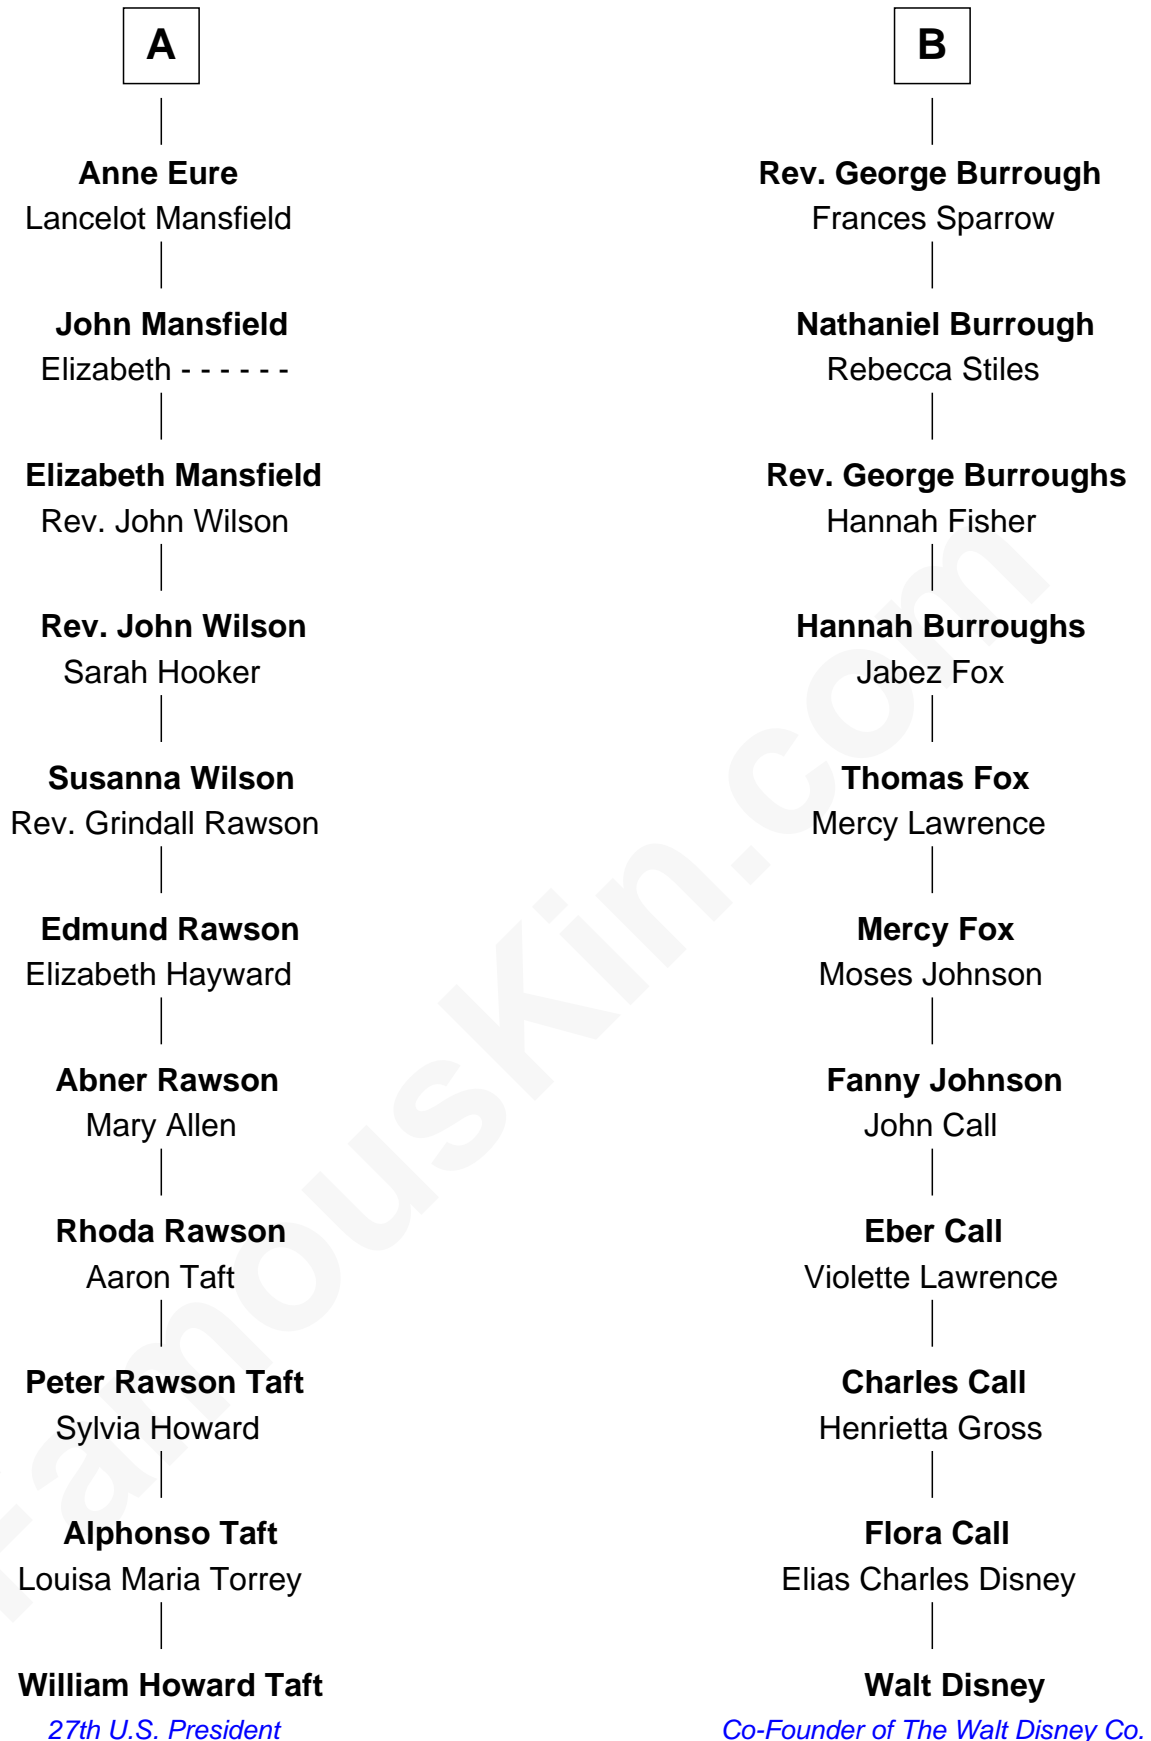 A
Anne Eure
Lancelot Mansfield
John Mansfield
Elizabeth - - - - - -
Elizabeth Mansfield
Rev. John Wilson
Rev. John Wilson
Sarah Hooker
Susanna Wilson
Rev. Grindall Rawson
Edmund Rawson
Elizabeth Hayward
Abner Rawson
Mary Allen
Rhoda Rawson
Aaron Taft
Peter Rawson Taft
Sylvia Howard
Alphonso Taft
Louisa Maria Torrey
William Howard Taft
27th U.S. President
B
Rev. George Burrough
Frances Sparrow
Nathaniel Burrough
Rebecca Stiles
Rev. George Burroughs
Hannah Fisher
Hannah Burroughs
Jabez Fox
Thomas Fox
Mercy Lawrence
Mercy Fox
Moses Johnson
Fanny Johnson
John Call
Eber Call
Violette Lawrence
Charles Call
Henrietta Gross
Flora Call
Elias Charles Disney
Walt Disney
Co-Founder of The Walt Disney Co.
FamousKin.com